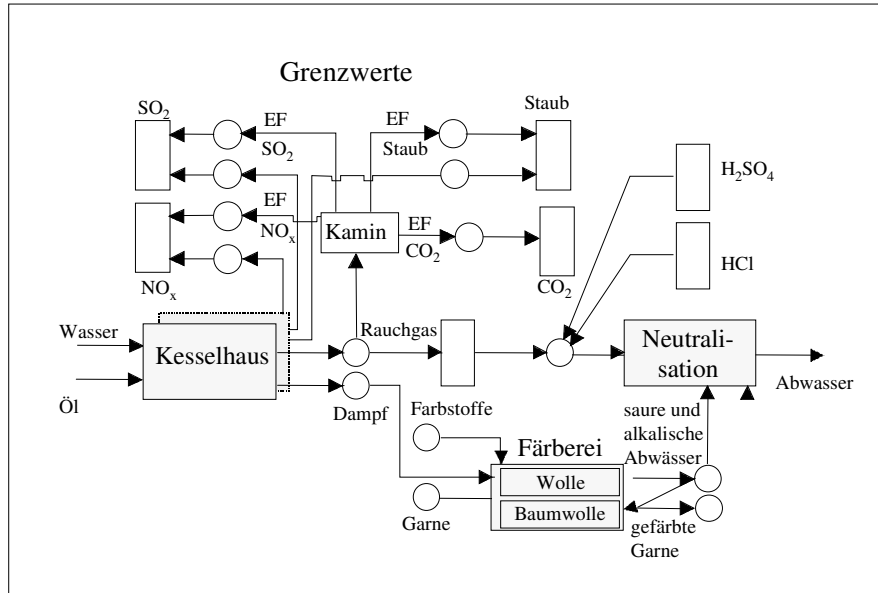 Grenzwerte
SO₂
EF
SO₂
EF
Staub
Staub
H₂SO₄
EF
NOₓ
Kamin
EF
CO₂
HCl
NOₓ
CO₂
Wasser
Kesselhaus
Rauchgas
Neutrali-
sation
Abwasser
Öl
Dampf
Farbstoffe
saure und
alkalische
Abwässer
Färberei
Wolle
Garne
Baumwolle
gefärbte
Garne